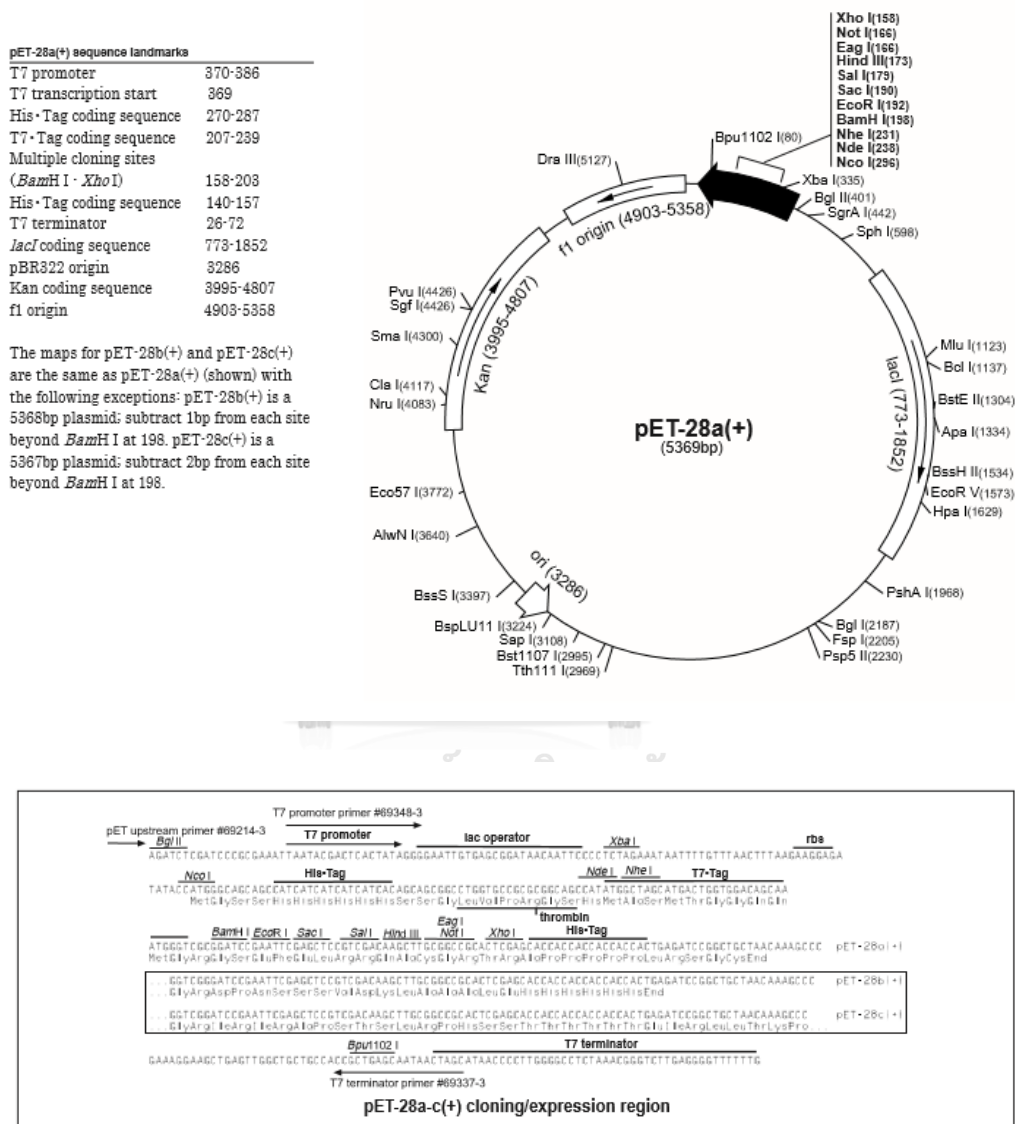 pET-28a(+) sequence landmarks
T7 promoter 370-386
T7 transcription start 369
His•Tag coding sequence 270-287
T7•Tag coding sequence 207-239
Multiple cloning sites
(BamH I - Xho I) 158-203
His•Tag coding sequence 140-157
T7 terminator 26-72
lacI coding sequence 773-1852
pBR322 origin 3286
Kan coding sequence 3995-4807
f1 origin 4903-5358
The maps for pET-28b(+) and pET-28c(+)
are the same as pET-28a(+) (shown) with
the following exceptions: pET-28b(+) is a
5368bp plasmid; subtract 1bp from each site
beyond BamH I at 198. pET-28c(+) is a
5367bp plasmid; subtract 2bp from each site
beyond BamH I at 198.
Xho I(158)
Not I(166)
Eag I(166)
Hind III(173)
Sal I(179)
Sac I(190)
EcoR I(192)
BamH I(198)
Nhe I(231)
Nde I(238)
Nco I(296)
Bpu1102 I(80)
Dra III(5127)
Xba I(335)
Bgl II(401)
SgrA I(442)
Sph I(598)
f1 origin (4903-5358)
Pvu I(4426)
Sgf I(4426)
Sma I(4300)
Kan (3995-4807)
Cla I(4117)
Nru I(4083)
Mlu I(1123)
Bcl I(1137)
BstE II(1304)
Apa I(1334)
lacI (773-1852)
BssH II(1534)
EcoR V(1573)
Hpa I(1629)
pET-28a(+)
(5369bp)
Eco57 I(3772)
AlwN I(3640)
ori (3286)
BssS I(3397)
PshA I(1968)
BspLU11 I(3224)
Sap I(3108)
Bst1107 I(2995)
Tth111 I(2969)
Bgl I(2187)
Fsp I(2205)
Psp5 II(2230)
T7 promoter primer #69348-3
pET upstream primer #69214-3
Bgl II T7 promoter lac operator Xba I rbs
AGATCTCGATCCCGCGAAATTAATACGACTCACTATAGGGGAATTGTGAGCGGATAACAATTCCCCTCTAGAAATAATTTTGTTTAACTTTAAGAAGGAGA
Nco I His•Tag Nde I Nhe I T7•Tag
TATACCATGGGCAGCAGCCATCATCATCATCATCACAGCAGCGGCCTGGTGCCGCGCGGCAGCCATATGGCTAGCATGACTGGTGGACAGCAA
MetGlySerSerHisHisHisHisHisHisSerSerGlyLeuValProArgGlySerHisMetAlaSerMetThrGlyGlyGlnGln
thrombin
BamH I EcoR I Sac I Sal I Hind III Eag I Not I Xho I His•Tag
ATGGGTCGCGGATCCGAATTCGAGCTCCGTCGACAAGCTTGCGGCCGCACTCGAGCACCACCACCACCACCACTGAGATCCGGCTGCTAACAAAGCCC pET-28a(+)
MetGlyArgGlySerGluPheGluLeuArgArgGlnAlaCysGlyArgThrArgAlaProProProProProProLeuArgSerGlyCysEnd
...GGTCGGGATCCGAATTCGAGCTCCGTCGACAAGCTTGCGGCCGCACTCGAGCACCACCACCACCACCACTGAGATCCGGCTGCTAACAAAGCCC pET-28b(+)
...GlyArgAspProAsnSerSerSerValAspLysLeuAlaAlaAlaLeuGluHisHisHisHisHisHisEnd
...GGTCGGATCCGAATTCGAGCTCCGTCGACAAGCTTGCGGCCGCACTCGAGCACCACCACCACCACCACTGAGATCCGGCTGCTAACAAAGCCC pET-28c(+)
...GlyArgIleArgIleArgAlaProSerThrSerLeuArgProHisSerSerThrThrThrThrThrThrGluIleArgLeuLeuThrLysPro...
Bpu1102 I T7 terminator
GAAAGGAAGCTGAGTTGGCTGCTGCCACCGCTGAGCAATAACTAGCATAACCCCTTGGGGCCTCTAAACGGGTCTTGAGGGGTTTTTTG
T7 terminator primer #69337-3
pET-28a-c(+) cloning/expression region